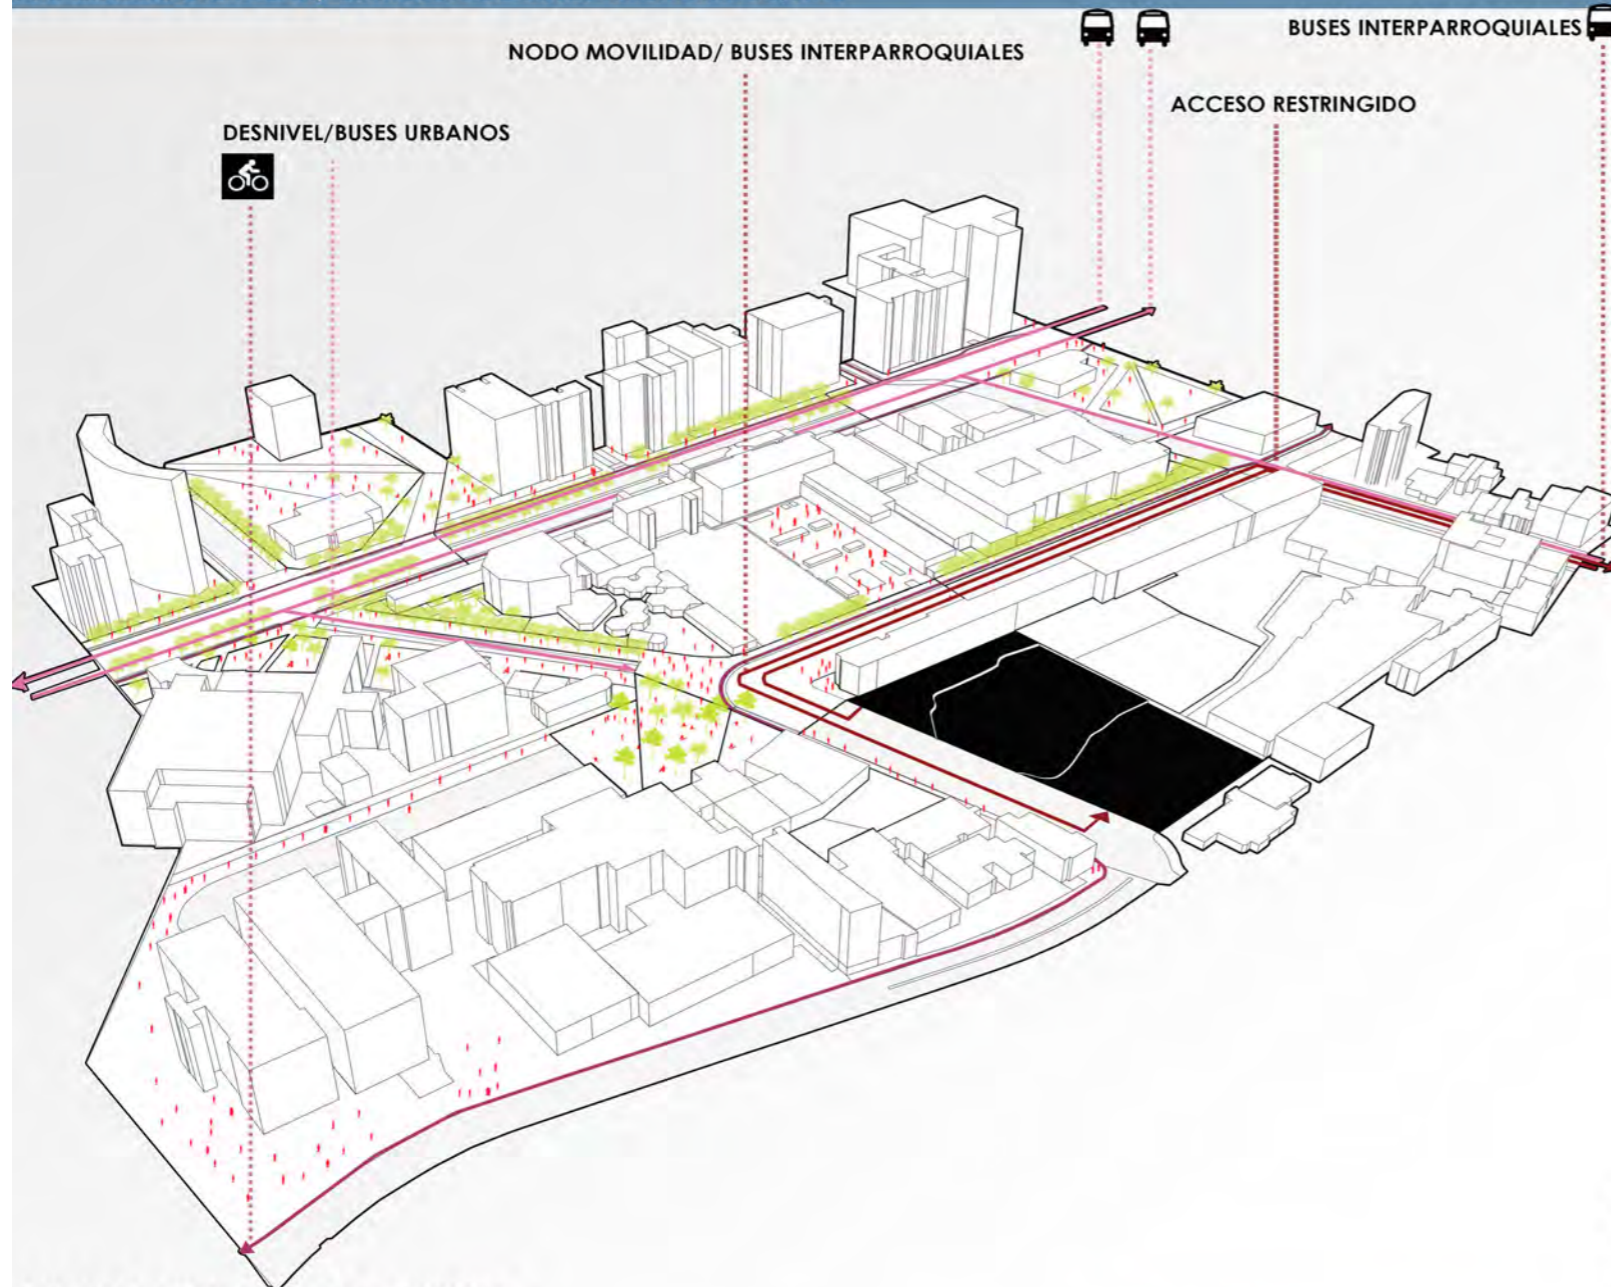 BUSES INTERPARROQUIALES
NODO MOVILIDAD/ BUSES INTERPARROQUIALES
ACCESO RESTRINGIDO
DESNIVEL/BUSES URBANOS